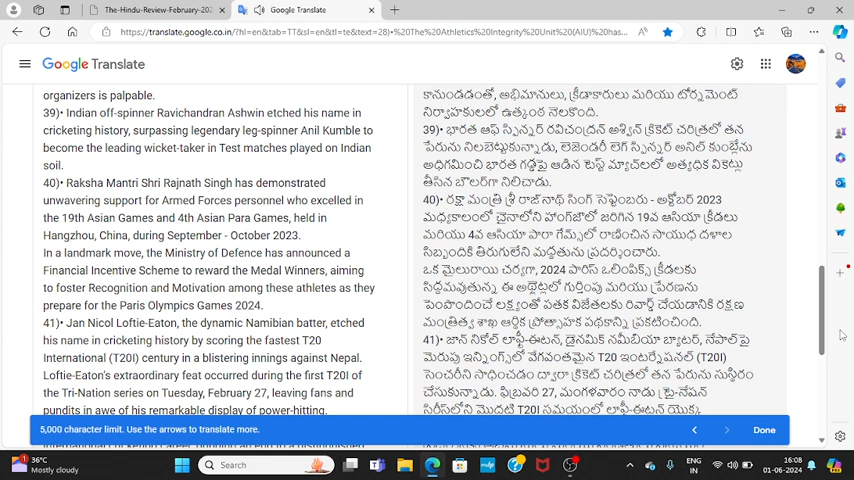 The-Hindu-Review-February-202
Google Translate
https://translate.google.co.in/?hl=en&tab=TT&sl=en&tl=te&text=28)•%20The%20Athletics%20Integrity%20Unit%20(AIU)%20has...
Google Translate
organizers is palpable.
39)• Indian off-spinner Ravichandran Ashwin etched his name in
cricketing history, surpassing legendary leg-spinner Anil Kumble to
become the leading wicket-taker in Test matches played on Indian
soil.
40)• Raksha Mantri Shri Rajnath Singh has demonstrated
unwavering support for Armed Forces personnel who excelled in
the 19th Asian Games and 4th Asian Para Games, held in
Hangzhou, China, during September - October 2023.
In a landmark move, the Ministry of Defence has announced a
Financial Incentive Scheme to reward the Medal Winners, aiming
to foster Recognition and Motivation among these athletes as they
prepare for the Paris Olympics Games 2024.
41)• Jan Nicol Loftie-Eaton, the dynamic Namibian batter, etched
his name in cricketing history by scoring the fastest T20
International (T20I) century in a blistering innings against Nepal.
Loftie-Eaton's extraordinary feat occurred during the first T20I of
the Tri-Nation series on Tuesday, February 27, leaving fans and
pundits in awe of his remarkable display of power-hitting.
కానుండడంతో, అభిమానులు, క్రీడాకారులు మరియు టోర్నమెంట్
నిర్వాహకులలో ఉత్కంఠ నెలకొంది.
39)• భారత ఆఫ్ స్పిన్నర్ రవిచంద్రన్ అశ్విన్ క్రికెట్ చరిత్రలో తన
పేరును నిలబెట్టుకున్నాడు, లెజెండరీ లెగ్ స్పిన్నర్ అనిల్ కుంబ్లేను
అధిగమించి భారత గడ్డపై ఆడిన టెస్ట్ మ్యాచ్‌లలో అత్యధిక వికెట్లు
తీసిన బౌలర్‌గా నిలిచాడు.
40)• రక్షా మంత్రి శ్రీ రాజ్‌నాథ్ సింగ్ సెప్టెంబరు - అక్టోబర్ 2023
మధ్యకాలంలో చైనాలోని హాంగ్‌జౌలో జరిగిన 19వ ఆసియా క్రీడలు
మరియు 4వ ఆసియా పారా గేమ్స్‌లో రాణించిన సాయుధ దళాల
సిబ్బందికి తిరుగులేని మద్దతును ప్రదర్శించారు.
ఒక మైలురాయి చర్యగా, 2024 పారిస్ ఒలింపిక్స్ క్రీడలకు
సిద్ధమవుతున్న ఈ అథ్లెట్లలో గుర్తింపు మరియు ప్రేరణను
పెంపొందించే లక్ష్యంతో పతక విజేతలకు రివార్డ్ చేయడానికి రక్షణ
మంత్రిత్వ శాఖ ఆర్థిక ప్రోత్సాహక పథకాన్ని ప్రకటించింది.
41)• జాన్ నికోల్ లాఫ్టీ-ఈటన్, డైనమిక్ నమీబియా బ్యాటర్, నేపాల్‌పై
మెరుపు ఇన్నింగ్స్‌లో వేగవంతమైన T20 ఇంటర్నేషనల్ (T20I)
సెంచరీని సాధించడం ద్వారా క్రికెట్ చరిత్రలో తన పేరును సుస్థిరం
చేసుకున్నాడు. ఫిబ్రవరి 27, మంగళవారం నాడు ట్రై-నేషన్
సిరీస్‌లోని మొదటి T20I సమయంలో లాఫ్టీ-ఈటన్ యొక్క
5,000 character limit. Use the arrows to translate more.
Done
36°C
Mostly cloudy
Search
ENG
IN
16:08
01-06-2024